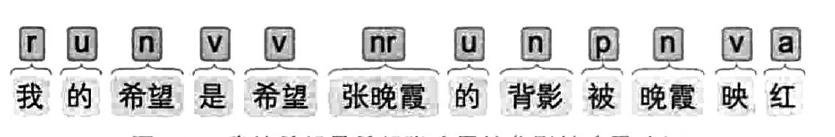 r u n v v nr u n p n v a
我 的 希望 是 希望 张晚霞 的 背影 被 晚霞 映 红